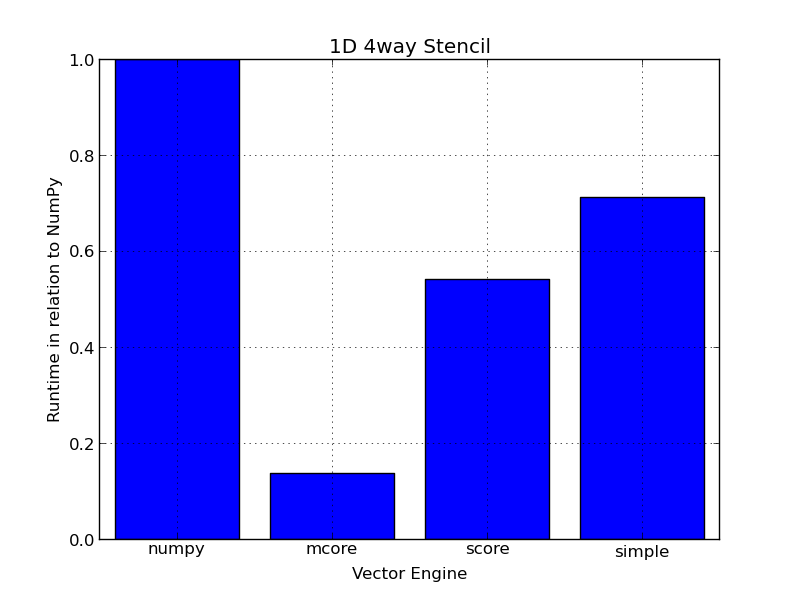 1D 4way Stencil
Runtime in relation to NumPy
1.0
0.8
0.6
0.4
0.2
0.0
numpy mcore score simple
Vector Engine